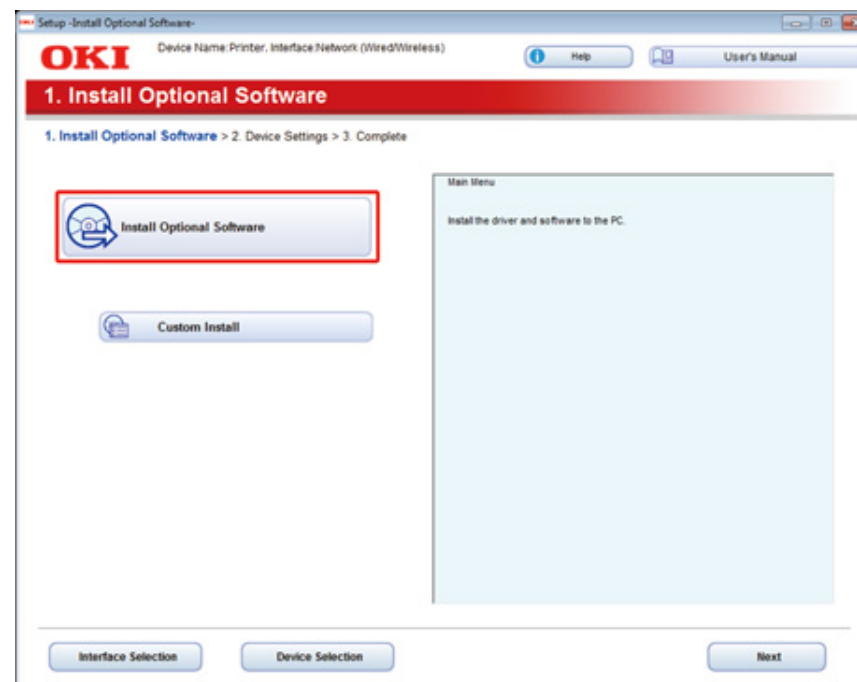 Setup -Install Optional Software-
OKI
Device Name:Printer, Interface:Network (Wired/Wireless)
Help
User's Manual
1. Install Optional Software
1. Install Optional Software > 2. Device Settings > 3. Complete
Install Optional Software
Custom Install
Main Menu
Install the driver and software to the PC.
Interface Selection
Device Selection
Next